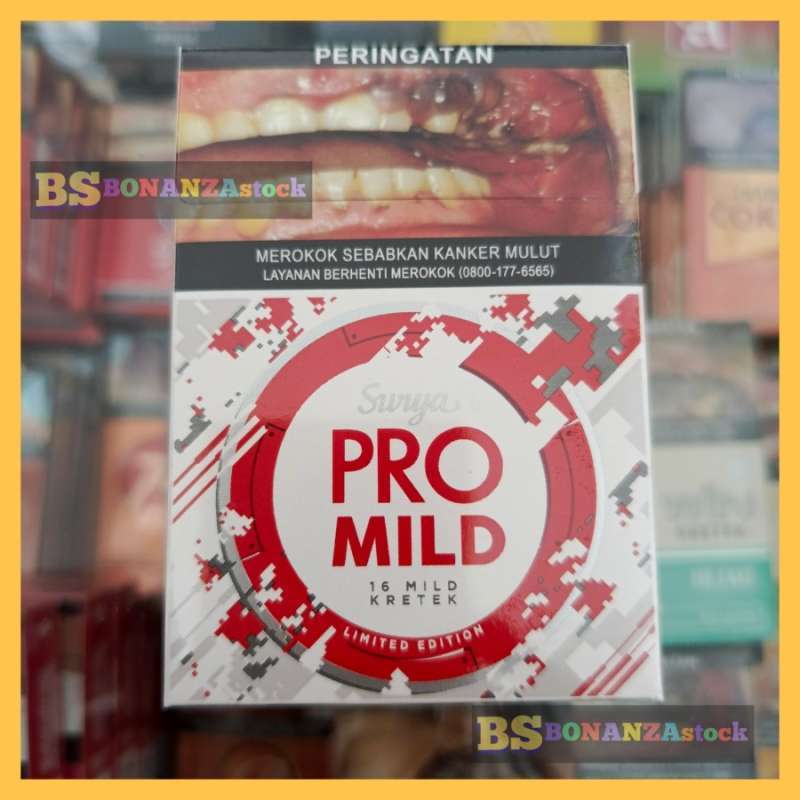 PERINGATAN
BSBONANZAstock
MEROKOK SEBABKAN KANKER MULUT
LAYANAN BERHENTI MEROKOK (0800-177-6565)
Surya
PRO
MILD
16 MILD
KRETEK
LIMITED EDITION
BSBONANZAstock